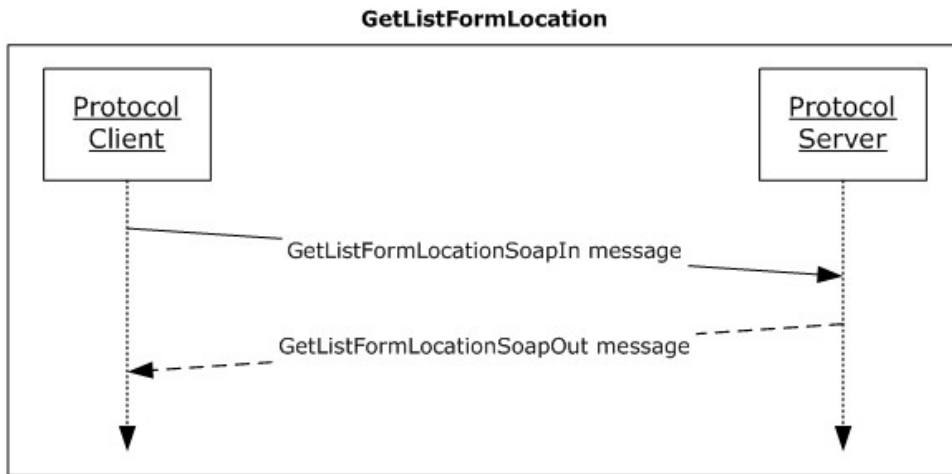 GetListFormLocation
Protocol
Client
Protocol
Server
GetListFormLocationSoapIn message
GetListFormLocationSoapOut message